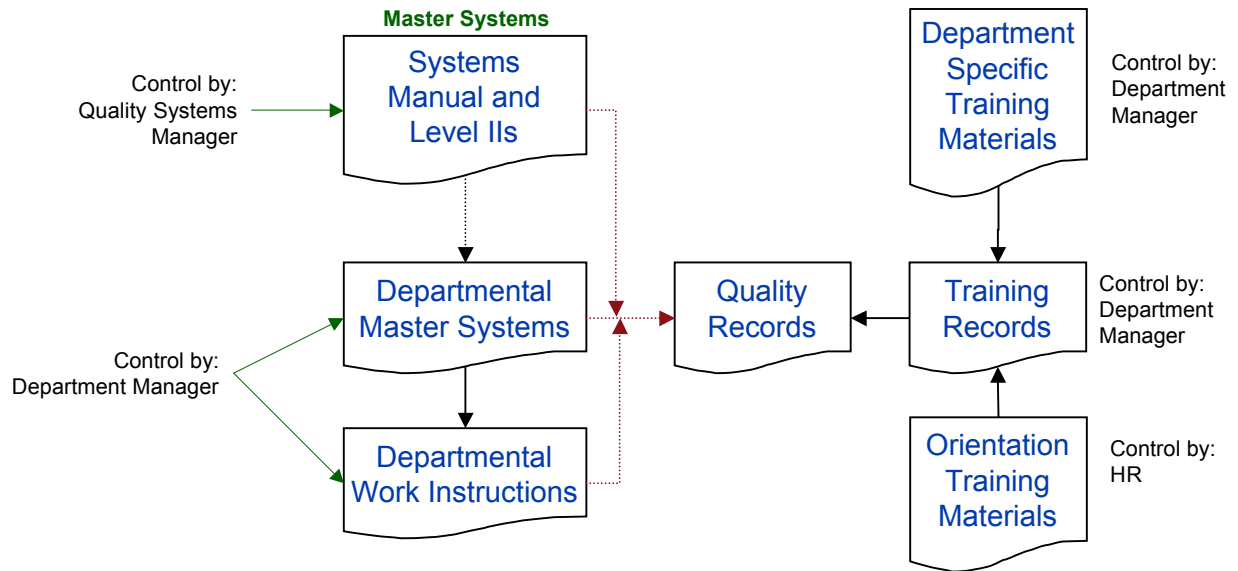 Master Systems
Systems
Manual and
Level IIs
Control by:
Quality Systems
Manager
Department
Specific
Training
Materials
Control by:
Department
Manager
Departmental
Master Systems
Quality
Records
Training
Records
Control by:
Department
Manager
Control by:
Department Manager
Departmental
Work Instructions
Orientation
Training
Materials
Control by:
HR